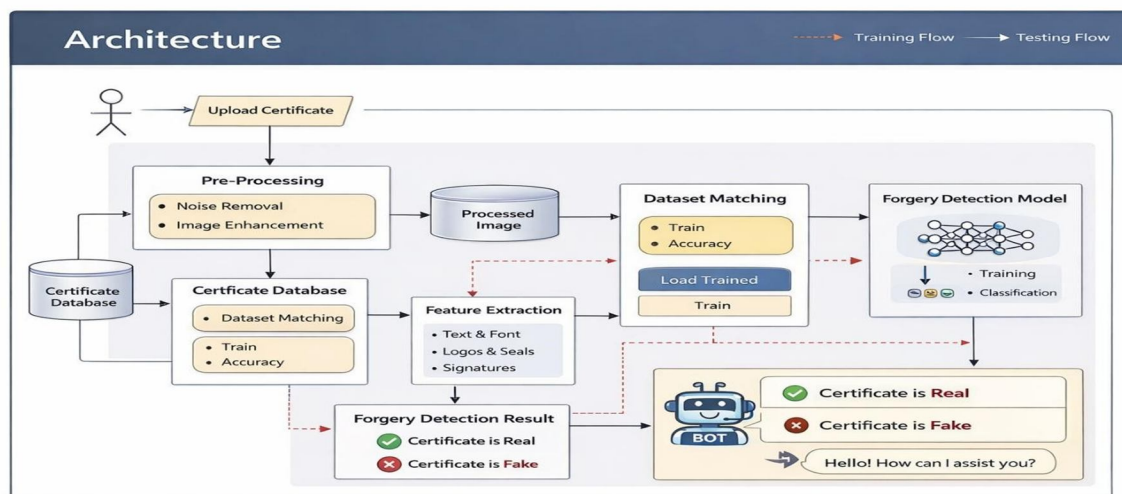 Architecture
Training Flow
Testing Flow
Upload Certificate
Pre-Processing
• Noise Removal
• Image Enhancement
Processed
Image
Dataset Matching
• Train
• Accuracy
Load Trained
Train
Forgery Detection Model
• Training
• Classification
Certificate
Database
Certficate Database
• Dataset Matching
• Train
• Accuracy
Feature Extraction
• Text & Font
• Logos & Seals
• Signatures
Forgery Detection Result
Certificate is Real
Certificate is Fake
BOT
Certificate is Real
Certificate is Fake
Hello! How can I assist you?